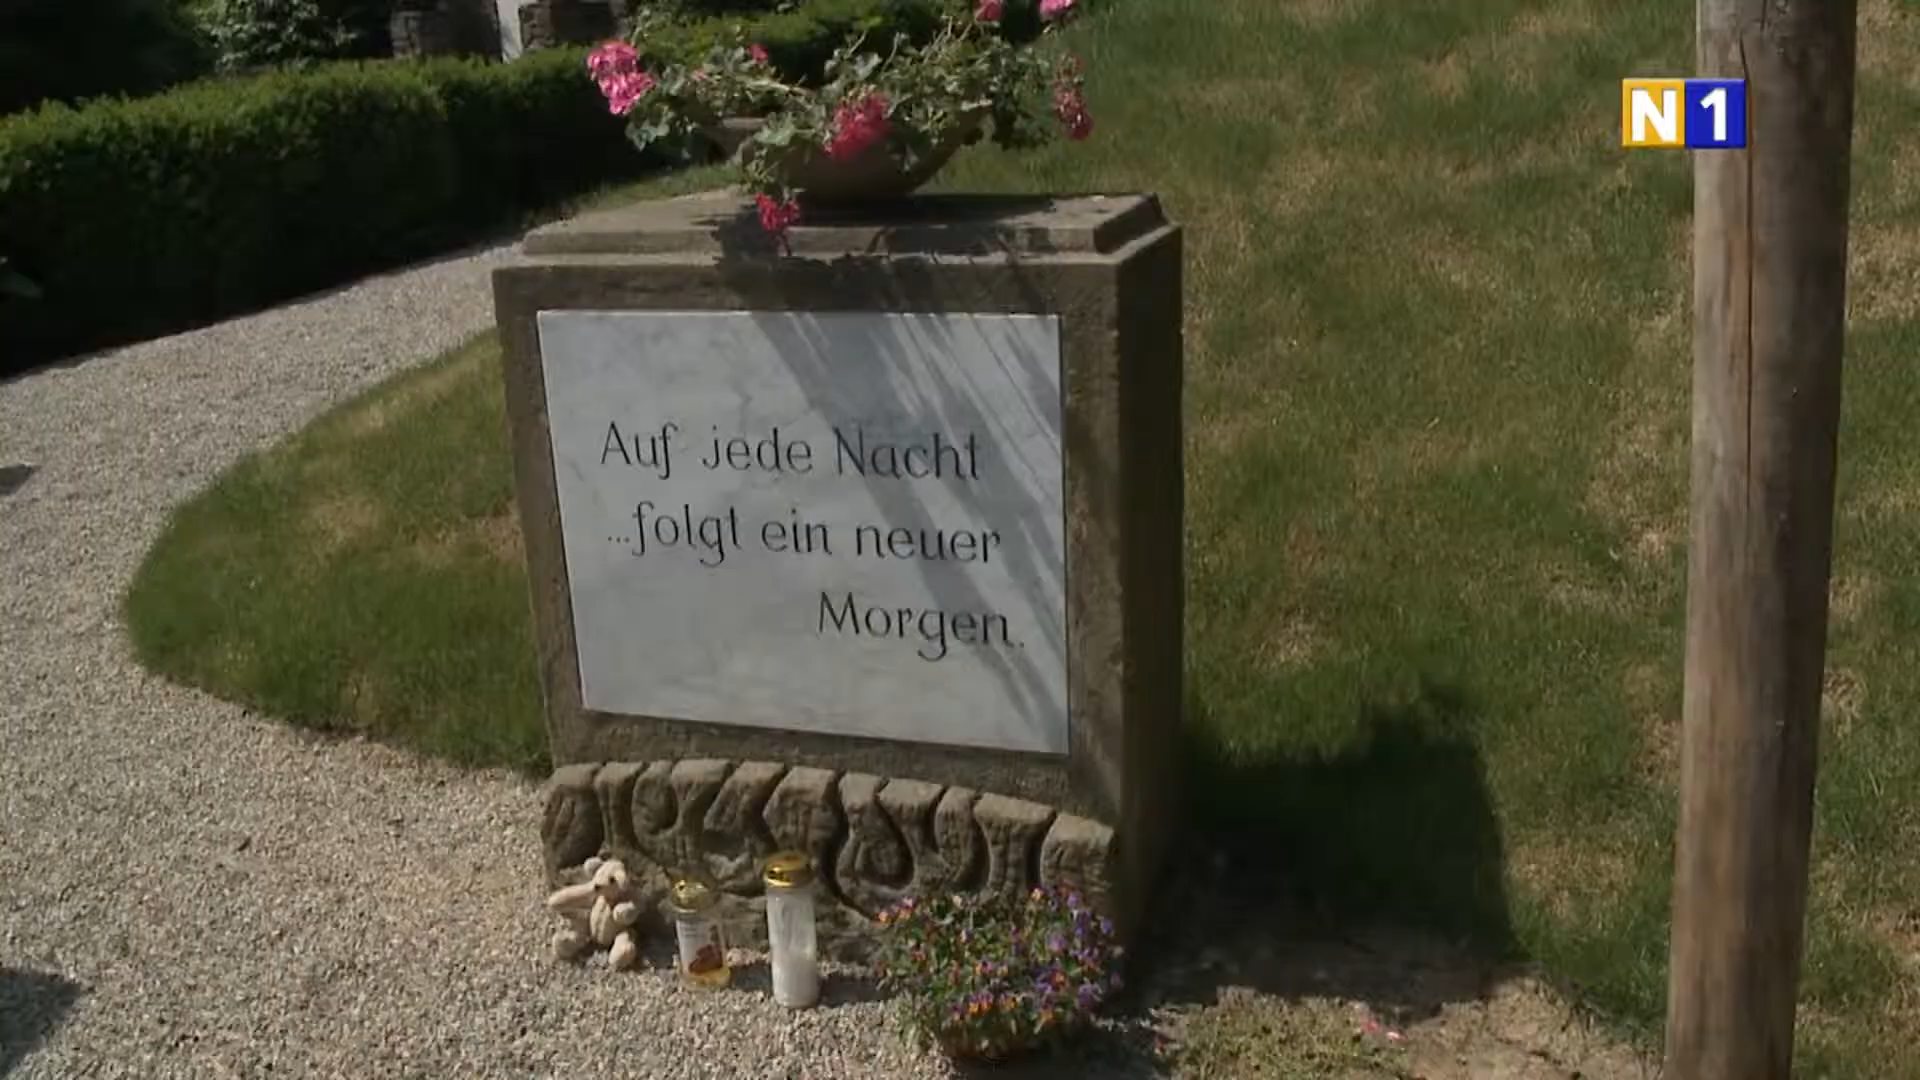 N1
Auf jede Nacht
...folgt ein neuer
Morgen.